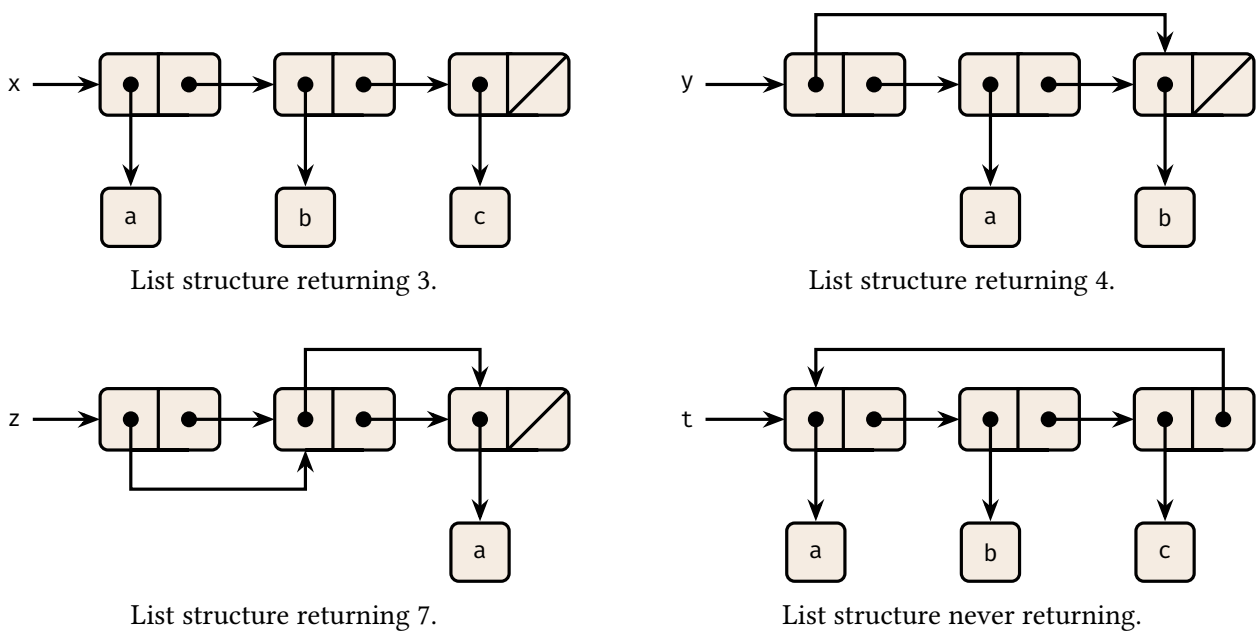 x
a
b
c
List structure returning 3.
y
a
b
List structure returning 4.
z
a
List structure returning 7.
t
a
b
c
List structure never returning.